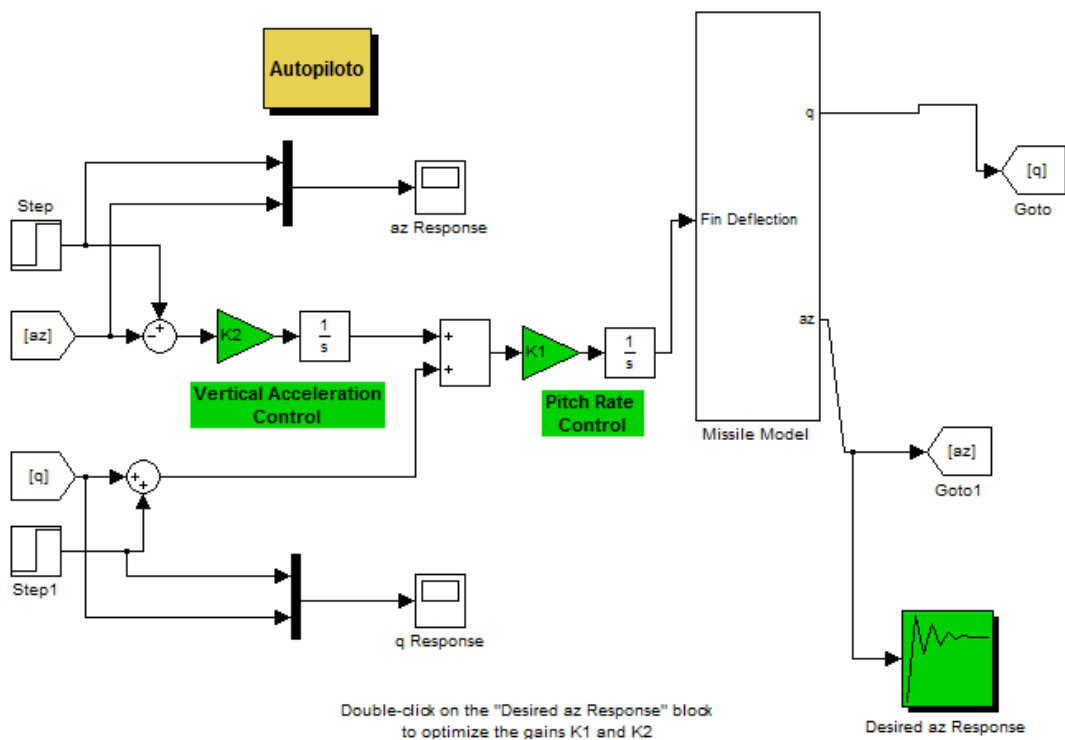 Autopiloto
q
[q]
Goto
Step
az Response
Fin Deflection
[az]
- +
K2
1
s
+
+
K1
1
s
az
Vertical Acceleration
Control
Pitch Rate
Control
Missile Model
[az]
Goto1
[q]
+
+
Step1
q Response
Desired az Response
Double-click on the "Desired az Response" block
to optimize the gains K1 and K2